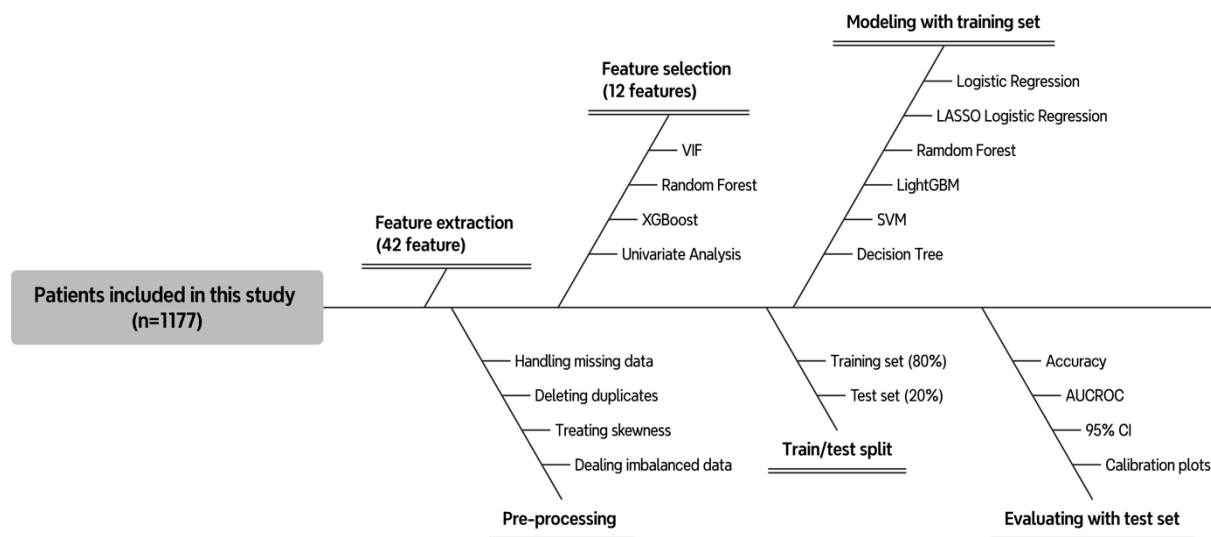 Modeling with training set
Logistic Regression
LASSO Logistic Regression
Ramdom Forest
LightGBM
SVM
Decision Tree
Feature selection
(12 features)
VIF
Random Forest
XGBoost
Univariate Analysis
Feature extraction
(42 feature)
Patients included in this study
(n=1177)
Handling missing data
Deleting duplicates
Treating skewness
Dealing imbalanced data
Pre-processing
Training set (80%)
Test set (20%)
Train/test split
Accuracy
AUCROC
95% CI
Calibration plots
Evaluating with test set